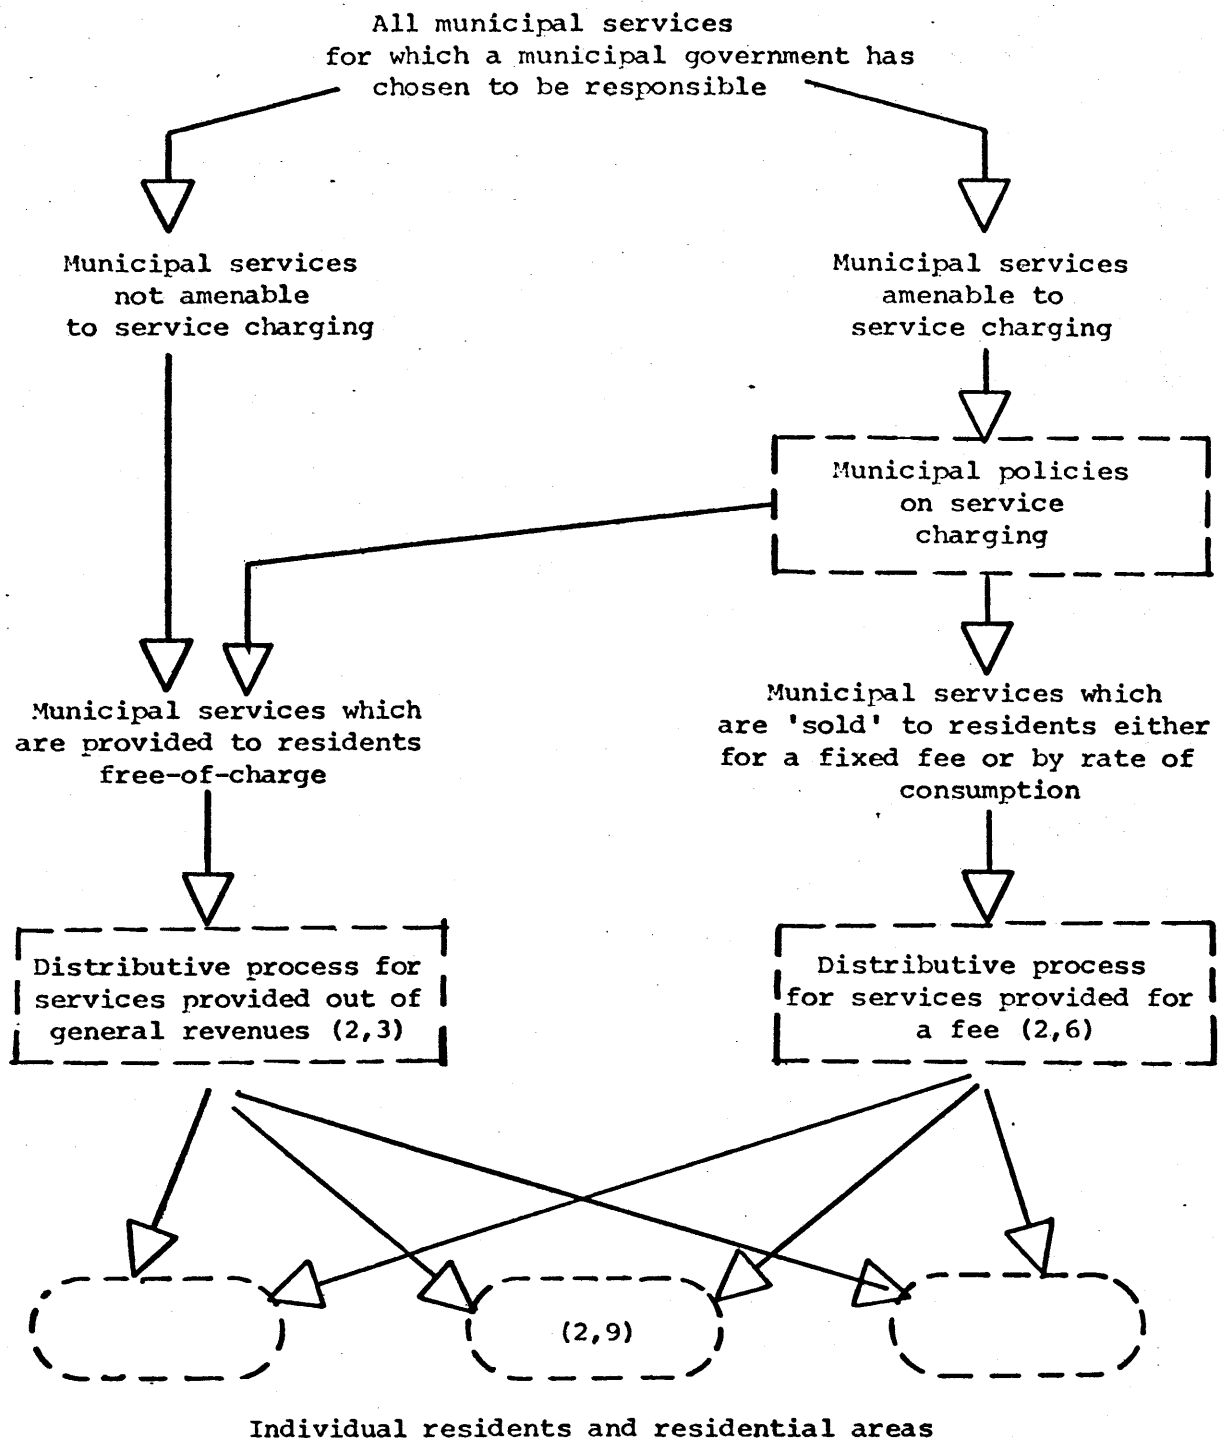 All municipal services
for which a municipal government has
chosen to be responsible
Municipal services
not amenable
to service charging
Municipal services
amenable to
service charging
Municipal policies
on service
charging
Municipal services which
are provided to residents
free-of-charge
Municipal services which
are 'sold' to residents either
for a fixed fee or by rate of
consumption
Distributive process for
services provided out of
general revenues (2,3)
Distributive process
for services provided for
a fee (2,6)
(2,9)
Individual residents and residential areas